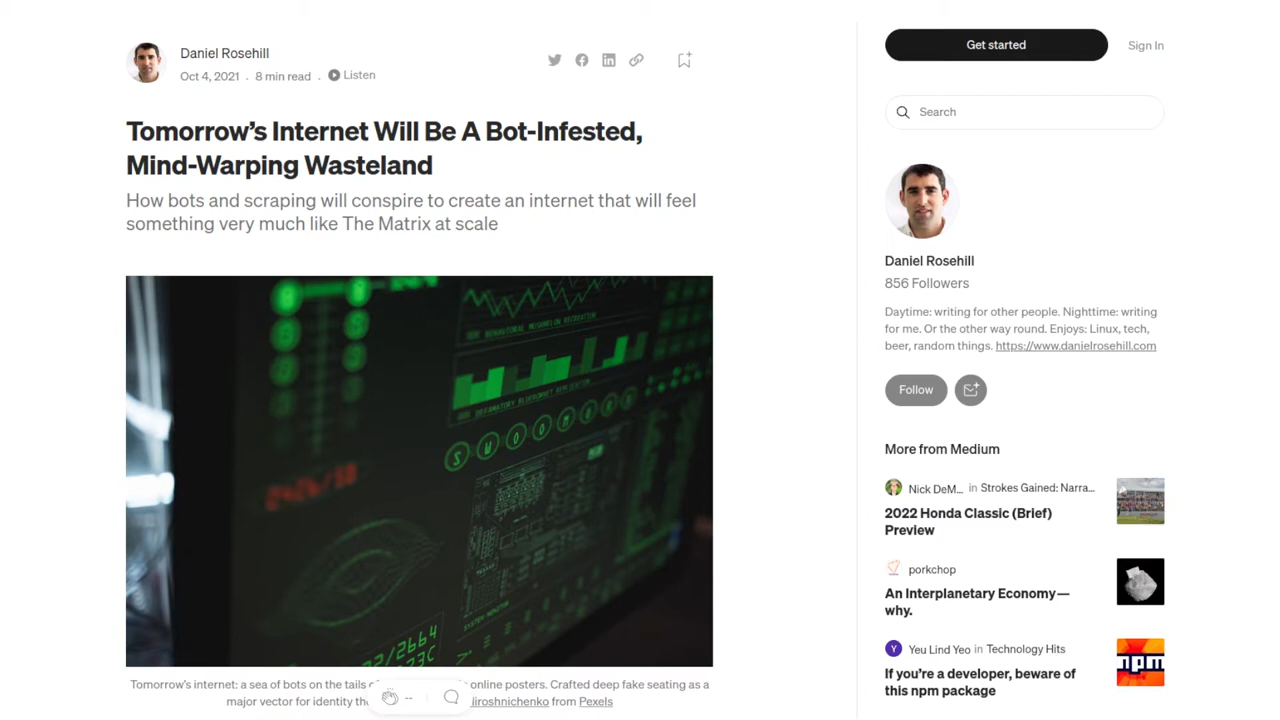 Daniel Rosehill
Oct 4, 2021 · 8 min read · Listen
Tomorrow’s Internet Will Be A Bot-Infested,
Mind-Warping Wasteland
How bots and scraping will conspire to create an internet that will feel
something very much like The Matrix at scale
SYSTEM MONITOR
Tomorrow’s internet: a sea of bots on the tails online posters. Crafted deep fake seating as a
major vector for identity from Pexels
--
Get started
Sign In
Search
Daniel Rosehill
856 Followers
Daytime: writing for other people. Nighttime: writing
for me. Or the other way round. Enjoys: Linux, tech,
beer, random things. https://www.danielrosehill.com
Follow
More from Medium
Nick DeM... in Strokes Gained: Narra...
2022 Honda Classic (Brief)
Preview
porkchop
An Interplanetary Economy —
why.
Y Yeu Lind Yeo in Technology Hits
If you’re a developer, beware of
this npm package
npm